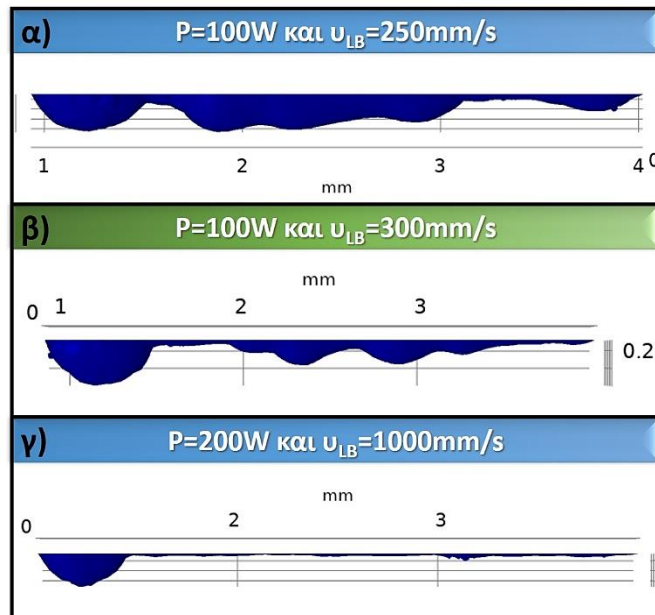 α) P=100W και υLB=250mm/s
1 2 3 4 0
mm
β) P=100W και υLB=300mm/s
mm
0 1 2 3
0.2
γ) P=200W και υLB=1000mm/s
mm
0 2 3